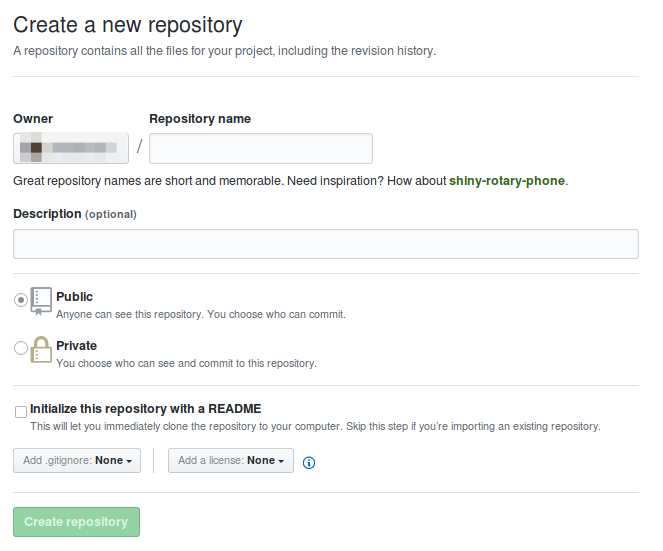 Create a new repository
A repository contains all the files for your project, including the revision history.
Owner
Repository name
/
Great repository names are short and memorable. Need inspiration? How about shiny-rotary-phone.
Description (optional)
Public
Anyone can see this repository. You choose who can commit.
Private
You choose who can see and commit to this repository.
Initialize this repository with a README
This will let you immediately clone the repository to your computer. Skip this step if you’re importing an existing repository.
Add .gitignore: None
Add a license: None
Create repository